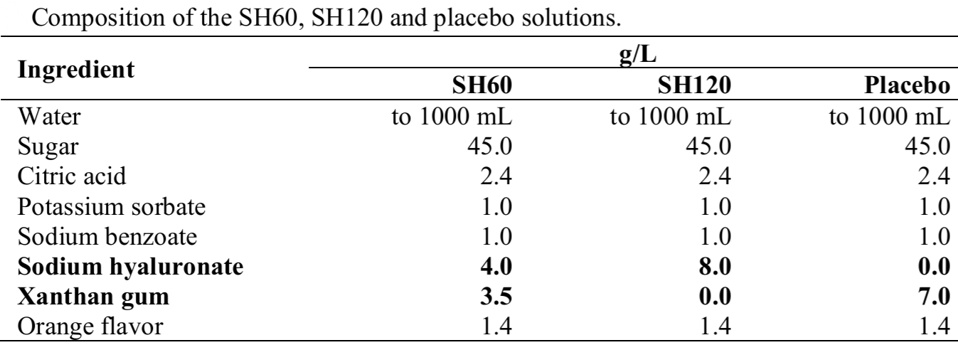 Composition of the SH60, SH120 and placebo solutions.
Ingredient g/L
SH60 SH120 Placebo
Water to 1000 mL to 1000 mL to 1000 mL
Sugar 45.0 45.0 45.0
Citric acid 2.4 2.4 2.4
Potassium sorbate 1.0 1.0 1.0
Sodium benzoate 1.0 1.0 1.0
Sodium hyaluronate 4.0 8.0 0.0
Xanthan gum 3.5 0.0 7.0
Orange flavor 1.4 1.4 1.4